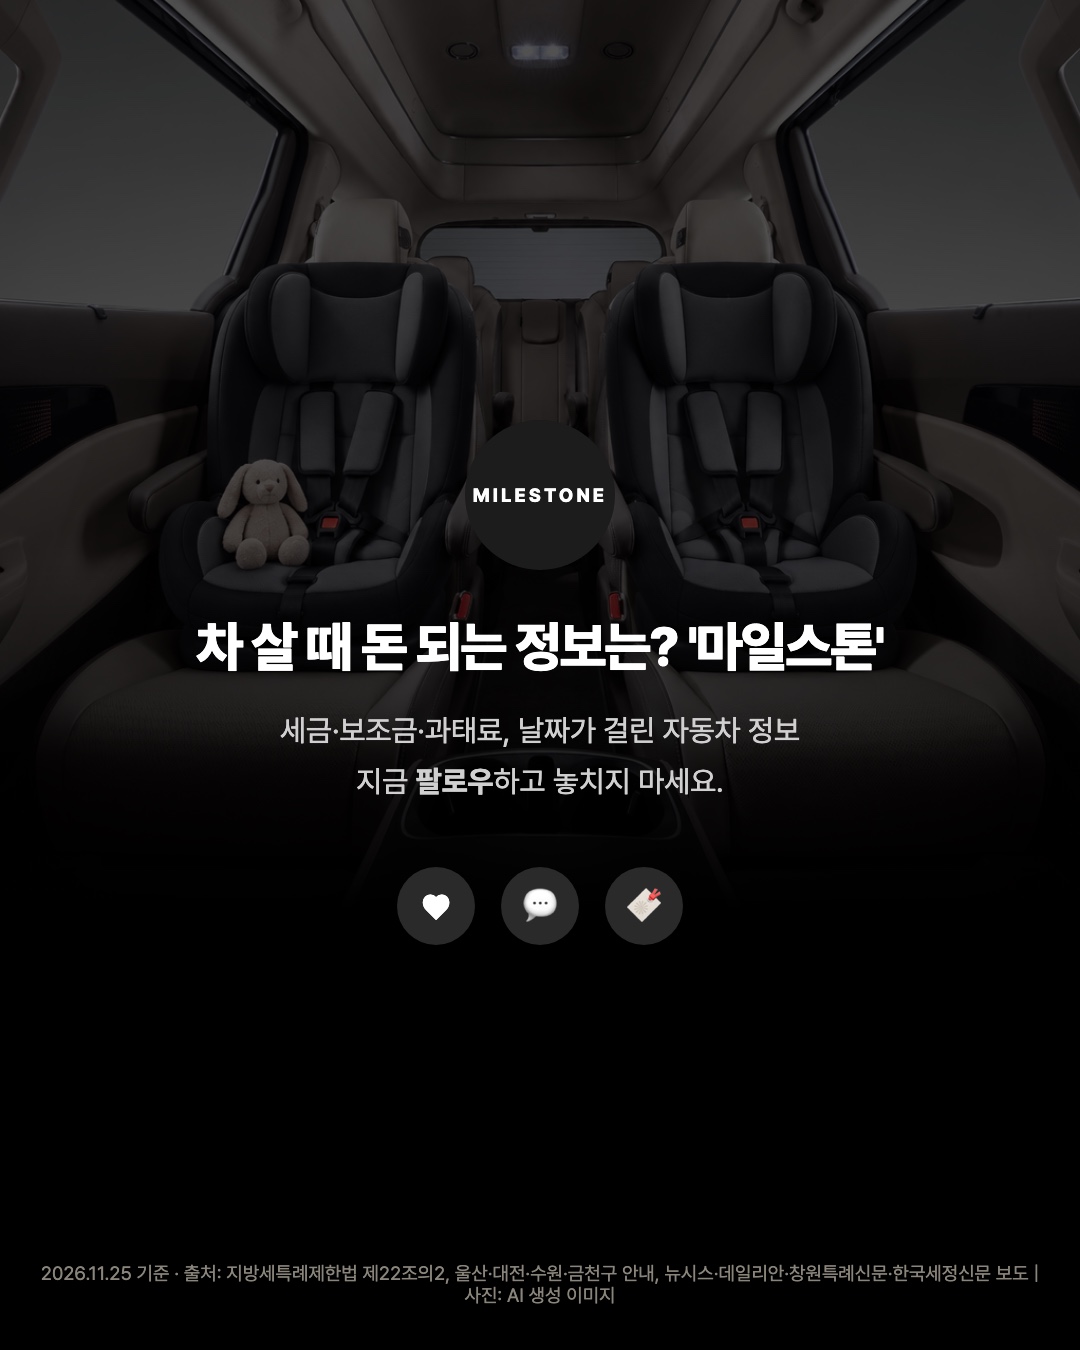 MILESTONE
차 살 때 돈 되는 정보는? '마일스톤'
세금·보조금·과태료, 날짜가 걸린 자동차 정보
지금 팔로우하고 놓치지 마세요.
2026.11.25 기준 · 출처: 지방세특례제한법 제22조의2, 울산·대전·수원·금천구 안내, 뉴시스·데일리안·창원특례신문·한국세정신문 보도 |
사진: AI 생성 이미지